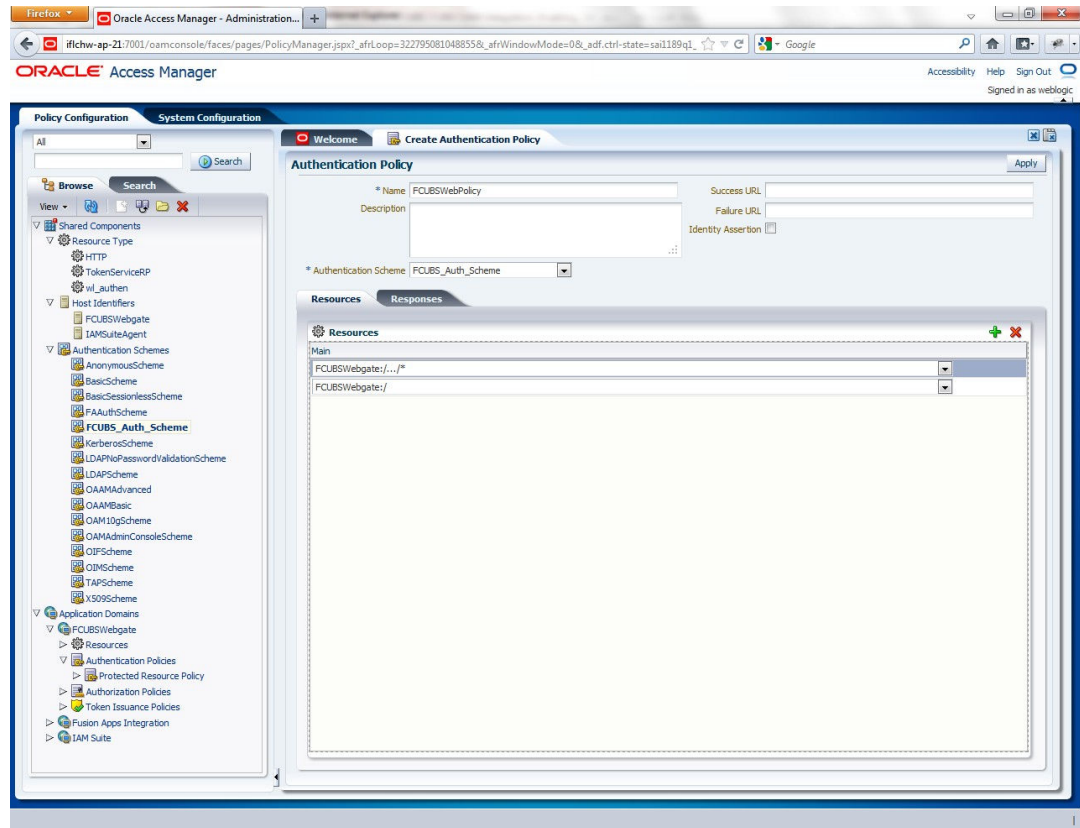 Firefox
Oracle Access Manager - Administration...
iflchw-ap-21:7001/oamconsole/faces/pages/PolicyManager.jspx?_afrLoop=322795081048855&_afrWindowMode=0&_adf.ctrl-state=sai1189q1_
Google
ORACLE Access Manager
Accessibility Help Sign Out
Signed in as weblogic
Policy Configuration System Configuration
All
Search
Browse Search
View
Shared Components
Resource Type
HTTP
TokenServiceRP
wl_authen
Host Identifiers
FCUBSWebgate
IAMSuiteAgent
Authentication Schemes
AnonymousScheme
BasicScheme
BasicSessionlessScheme
FAAuthScheme
FCUBS_Auth_Scheme
KerberosScheme
LDAPNoPasswordValidationScheme
LDAPScheme
OAAMAdvanced
OAAMBasic
OAM10gScheme
OAMAdminConsoleScheme
OIFScheme
OIMScheme
TAPScheme
X509Scheme
Application Domains
FCUBSWebgate
Resources
Authentication Policies
Protected Resource Policy
Authorization Policies
Token Issuance Policies
Fusion Apps Integration
IAM Suite
Welcome Create Authentication Policy
Authentication Policy
Apply
* Name FCUBSWebPolicy
Description
* Authentication Scheme FCUBS_Auth_Scheme
Success URL
Failure URL
Identity Assertion
Resources Responses
Resources
Main
FCUBSWebgate:/.../*
FCUBSWebgate:/